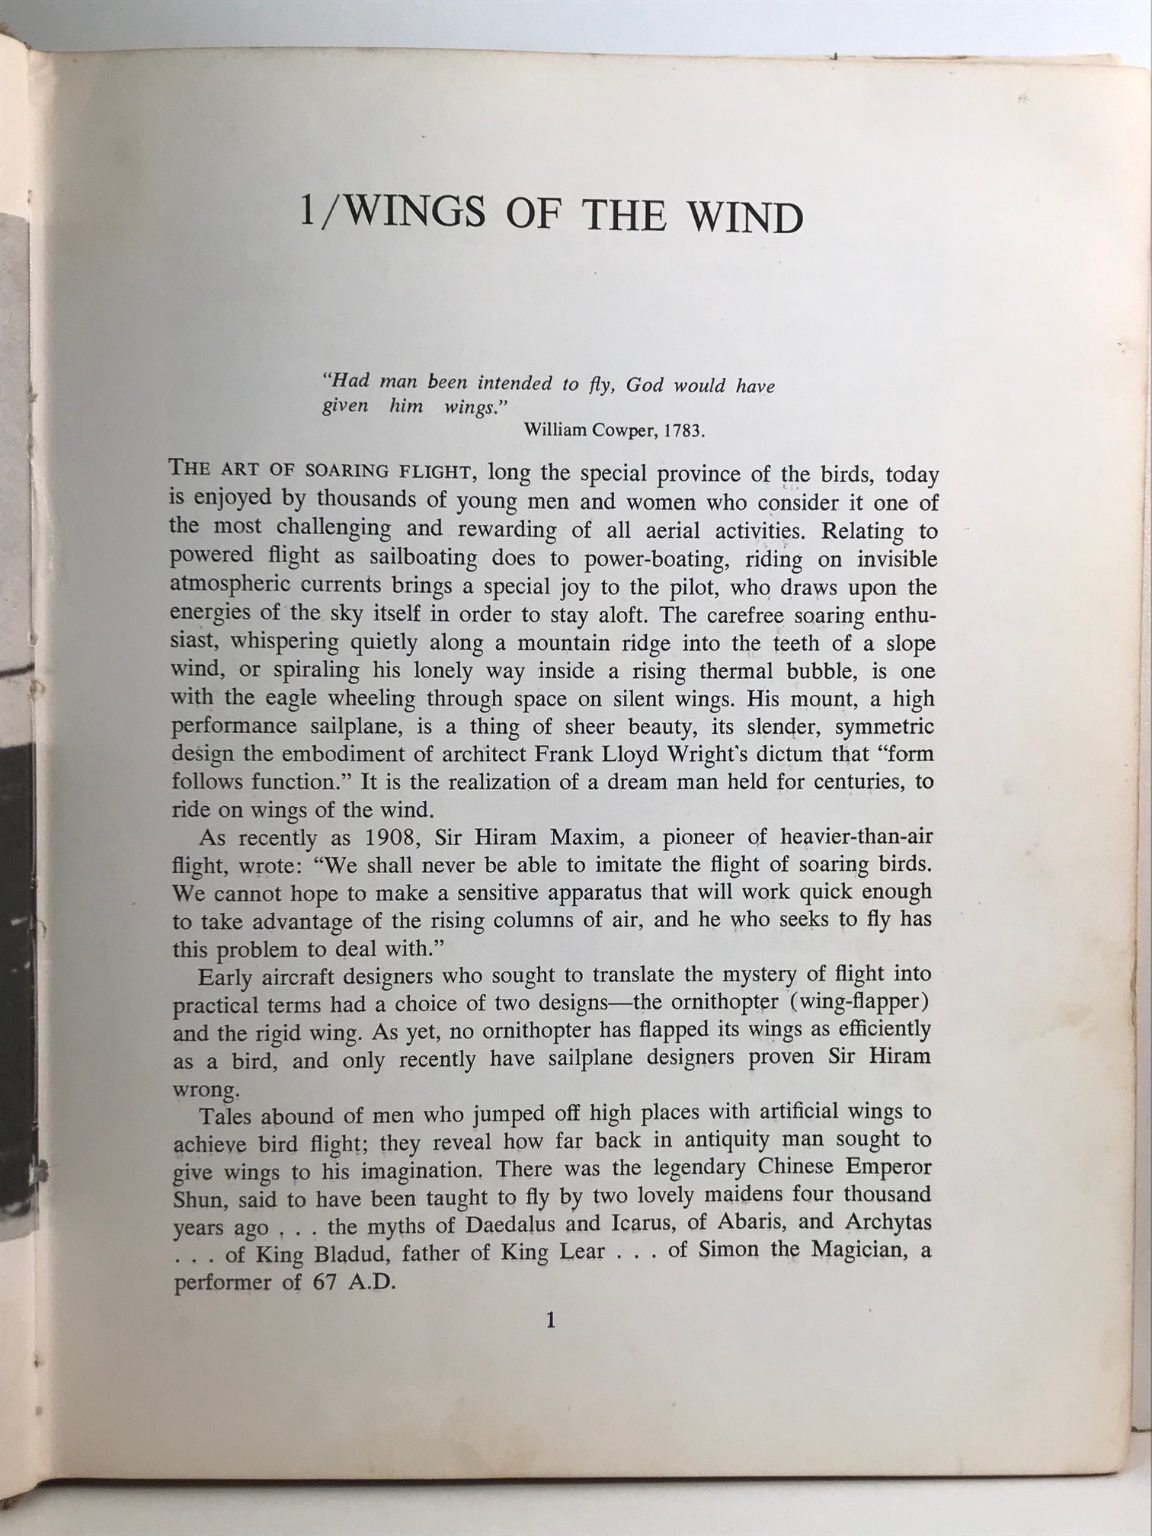 1/WINGS OF THE WIND
“Had man been intended to fly, God would have
given him wings.”
William Cowper, 1783.
THE ART OF SOARING FLIGHT, long the special province of the birds, today
is enjoyed by thousands of young men and women who consider it one of
the most challenging and rewarding of all aerial activities. Relating to
powered flight as sailboating does to power-boating, riding on invisible
atmospheric currents brings a special joy to the pilot, who draws upon the
energies of the sky itself in order to stay aloft. The carefree soaring enthu-
siast, whispering quietly along a mountain ridge into the teeth of a slope
wind, or spiraling his lonely way inside a rising thermal bubble, is one
with the eagle wheeling through space on silent wings. His mount, a high
performance sailplane, is a thing of sheer beauty, its slender, symmetric
design the embodiment of architect Frank Lloyd Wright's dictum that “form
follows function.” It is the realization of a dream man held for centuries, to
ride on wings of the wind.
As recently as 1908, Sir Hiram Maxim, a pioneer of heavier-than-air
flight, wrote: “We shall never be able to imitate the flight of soaring birds.
We cannot hope to make a sensitive apparatus that will work quick enough
to take advantage of the rising columns of air, and he who seeks to fly has
this problem to deal with.”
Early aircraft designers who sought to translate the mystery of flight into
practical terms had a choice of two designs—the ornithopter (wing-flapper)
and the rigid wing. As yet, no ornithopter has flapped its wings as efficiently
as a bird, and only recently have sailplane designers proven Sir Hiram
wrong.
Tales abound of men who jumped off high places with artificial wings to
achieve bird flight; they reveal how far back in antiquity man sought to
give wings to his imagination. There was the legendary Chinese Emperor
Shun, said to have been taught to fly by two lovely maidens four thousand
years ago . . . the myths of Daedalus and Icarus, of Abaris, and Archytas
. . . of King Bladud, father of King Lear . . . of Simon the Magician, a
performer of 67 A.D.
1